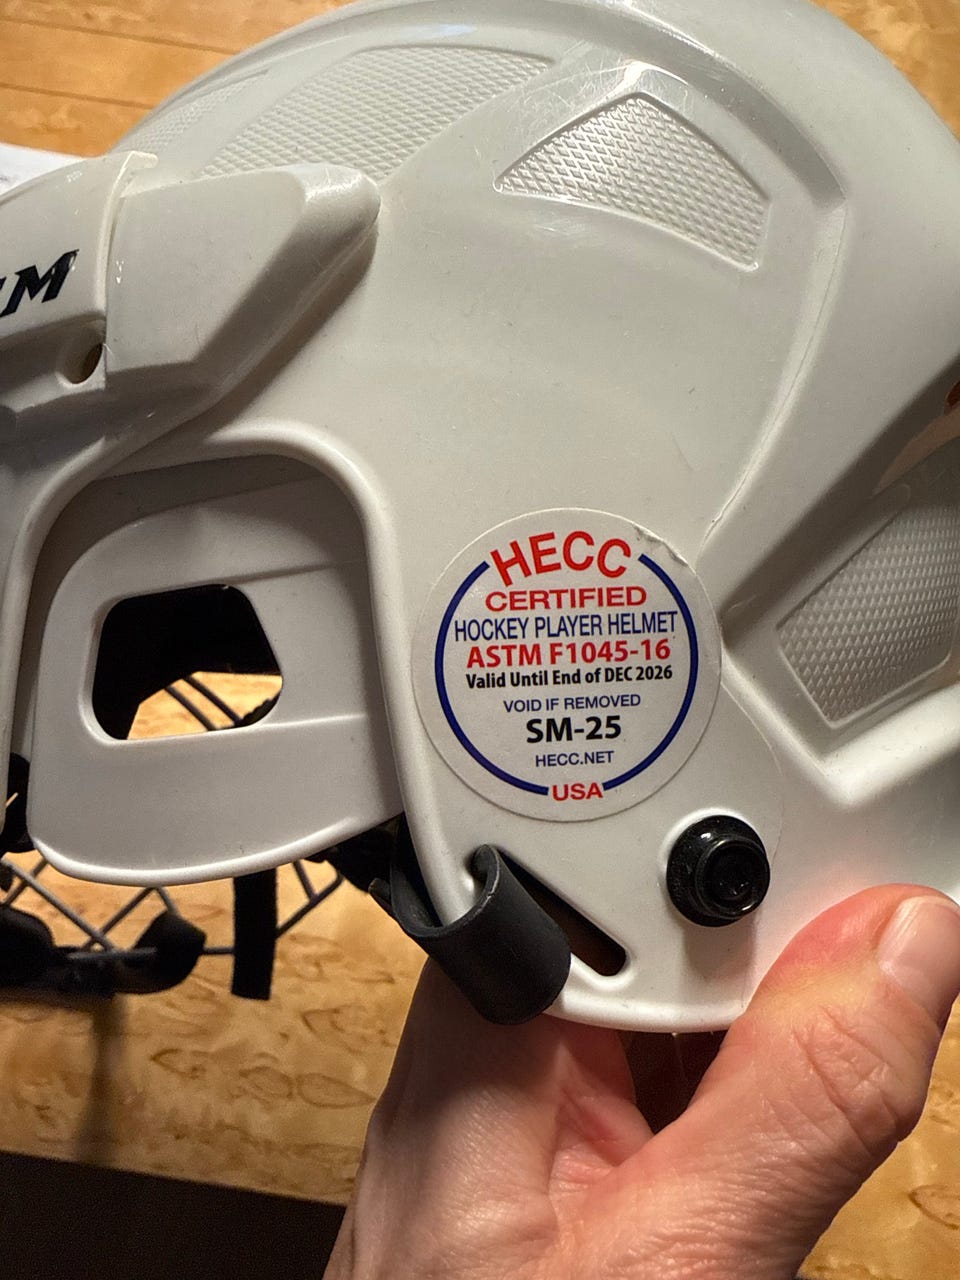 HECC
CERTIFIED
HOCKEY PLAYER HELMET
ASTM F1045-16
Valid Until End of DEC 2026
VOID IF REMOVED
SM-25
HECC.NET
USA